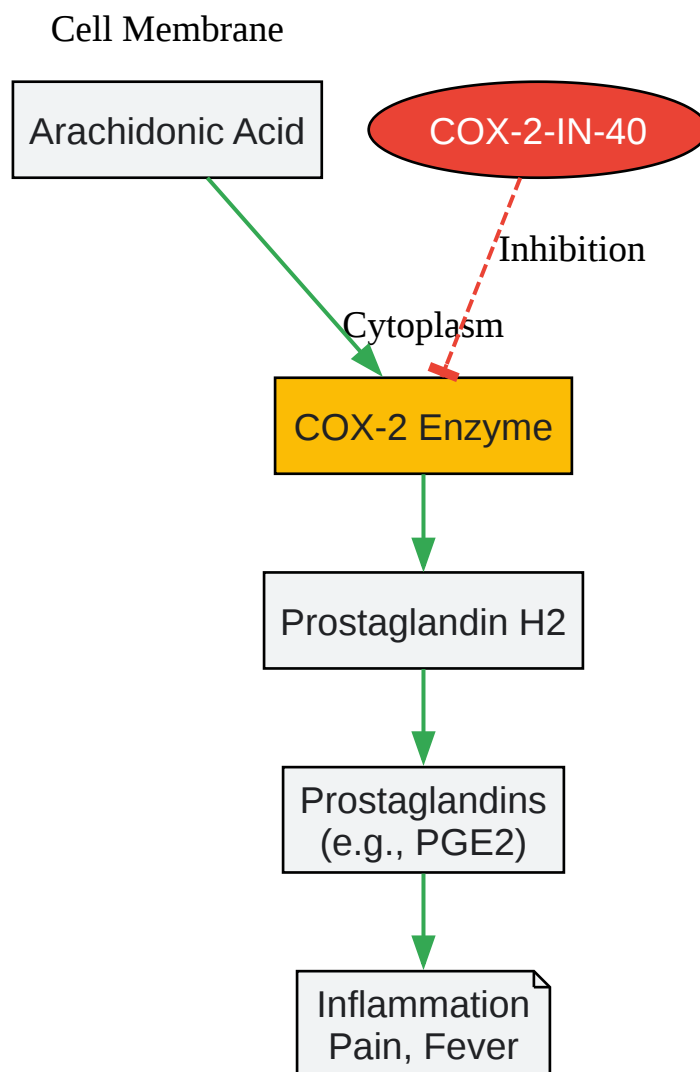 Cell Membrane
Arachidonic Acid
COX-2-IN-40
Inhibition
Cytoplasm
COX-2 Enzyme
Prostaglandin H2
Prostaglandins
(e.g., PGE2)
Inflammation
Pain, Fever